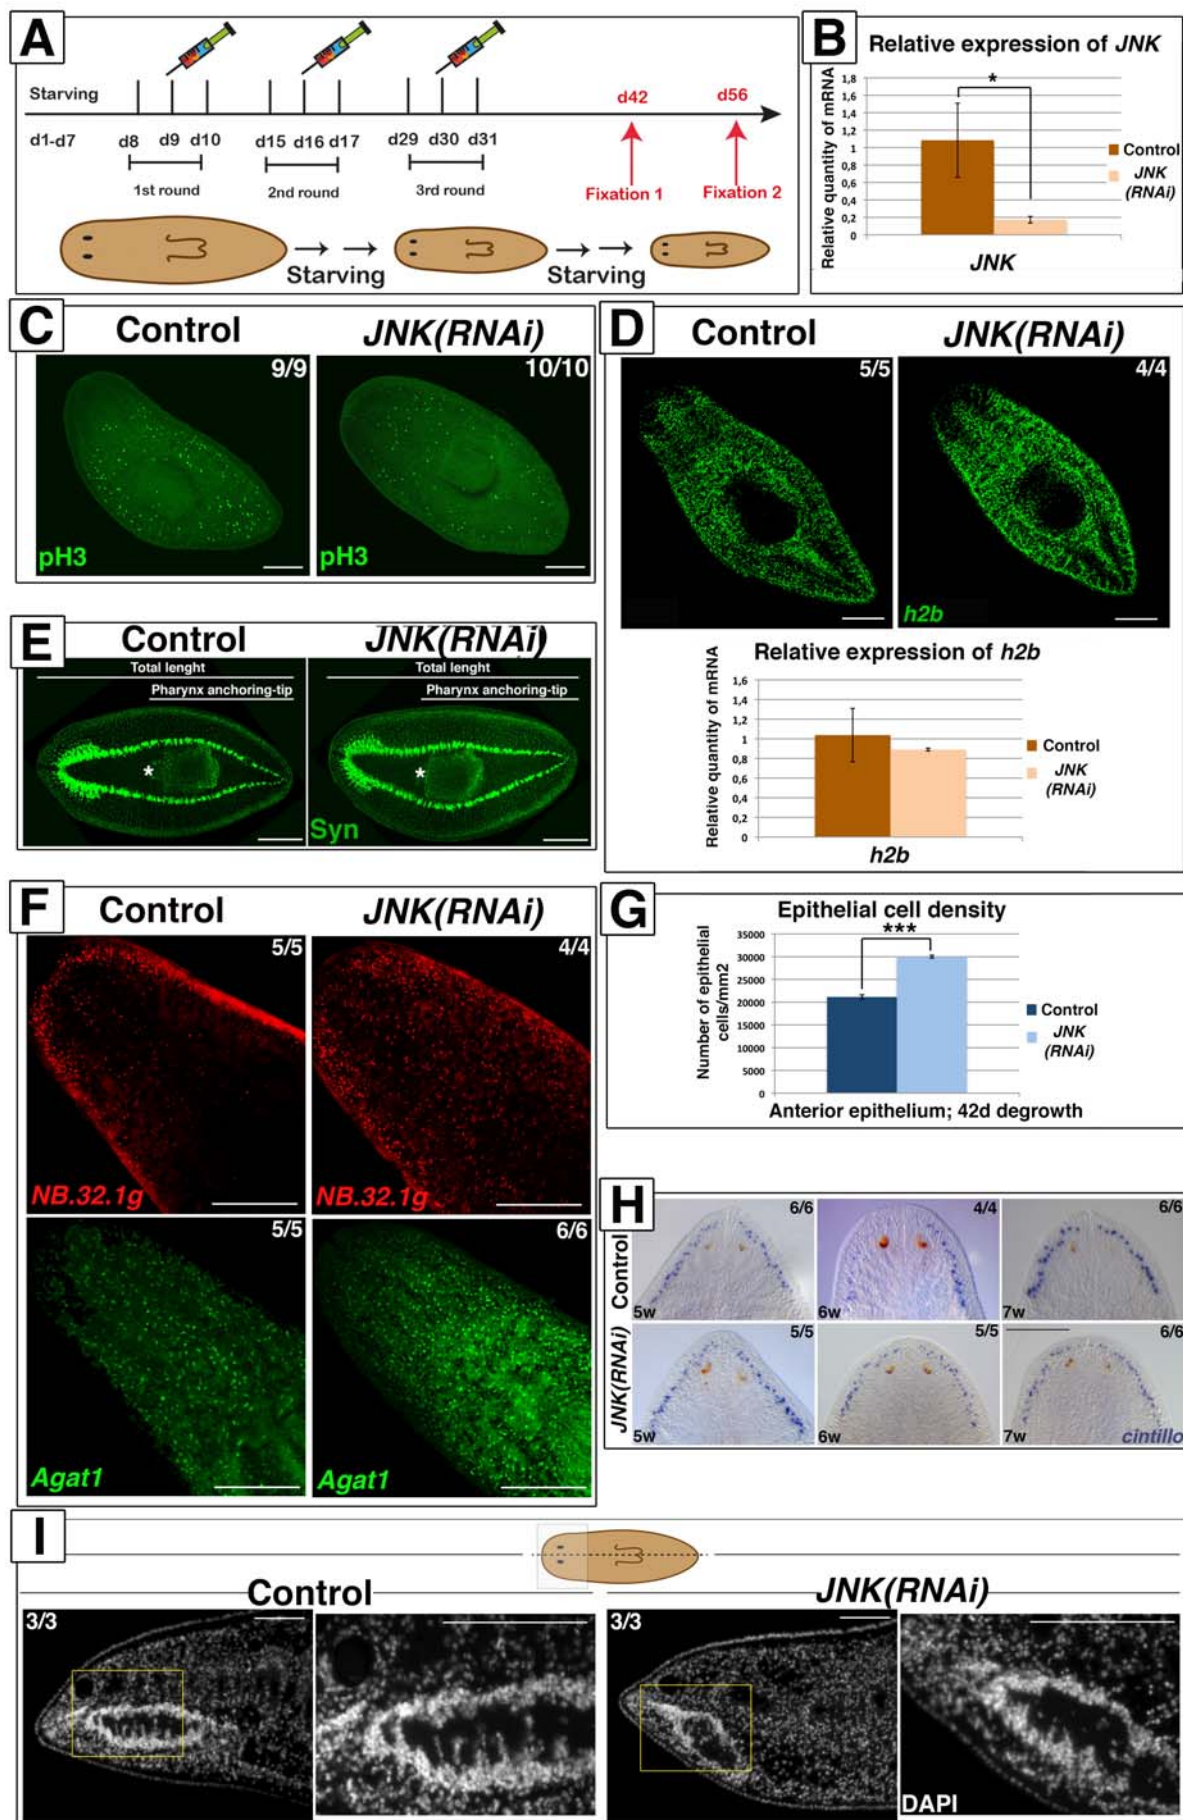 A
Starving
d1-d7
d8 d9 d10
d15 d16 d17
d29 d30 d31
d42
d56
1st round
2nd round
3rd round
Fixation 1
Fixation 2
Starving
Starving
B
Relative expression of JNK
Relative quantity of mRNA
1,8
1,6
1,4
1,2
1
0,8
0,6
0,4
0,2
0
*
Control
JNK
(RNAi)
JNK
C
Control
JNK(RNAi)
9/9
10/10
pH3
pH3
D
Control
JNK(RNAi)
5/5
4/4
h2b
Relative expression of h2b
Relative quantity of mRNA
1,6
1,4
1,2
1
0,8
0,6
0,4
0,2
0
Control
JNK
(RNAi)
h2b
E
Control
JNK(RNAi)
Total lenght
Total lenght
Pharynx anchoring-tip
Pharynx anchoring-tip
*
*
Syn
F
Control
JNK(RNAi)
5/5
4/4
NB.32.1g
NB.32.1g
5/5
6/6
Agat1
Agat1
G
Epithelial cell density
Number of epithelial
cells/mm2
35000
30000
25000
20000
15000
10000
5000
0
***
Control
JNK
(RNAi)
Anterior epithelium; 42d degrowth
H
Control
6/6
4/4
6/6
5w
6w
7w
JNK(RNAi)
5/5
5/5
6/6
5w
6w
7w
cintillo
I
Control
JNK(RNAi)
3/3
3/3
DAPI